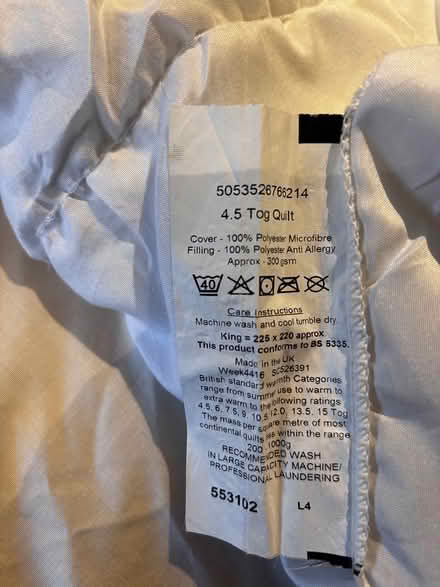 5053526766214
4.5 Tog Quilt
Cover - 100% Polyester Microfibre
Filling - 100% Polyester Anti Allergy
Approx - 300gsm
40
Care Instructions
Machine wash and cool tumble dry.
King = 225 x 220 approx
This product conforms to BS 5335.
Made in the UK
Week4416 SC526391
British standard warmth Categories
range from summer use to warm to
extra warm to the following ratings
4.5, 6, 7.5, 9, 10.5 12.0, 13.5, 15 Tog
The mass per square metre of most
continental quilts lies within the range
200 1000g
RECOMMENDED WASH
IN LARGE CAPACITY MACHINE/
PROFESSIONAL LAUNDERING
553102 L4